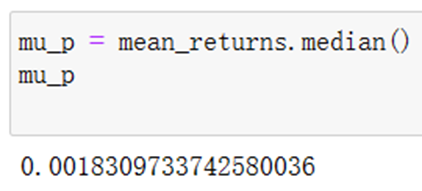 mu_p = mean_returns.median()
mu_p
0.0018309733742580036